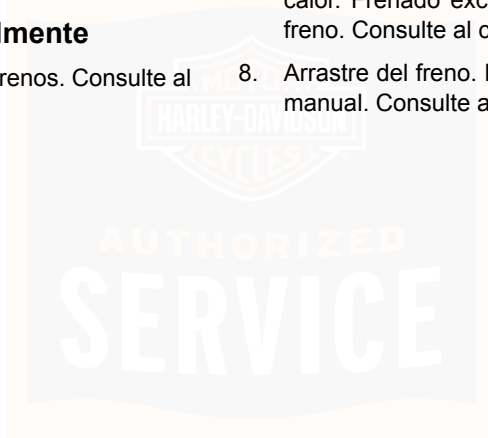 lmente
renos. Consulte al
calor. Frenado exc
freno. Consulte al c
8. Arrastre del freno.
manual. Consulte a
MOTOR
HARLEY-DAVIDSON
CYCLES
AUTHORIZED
SERVICE